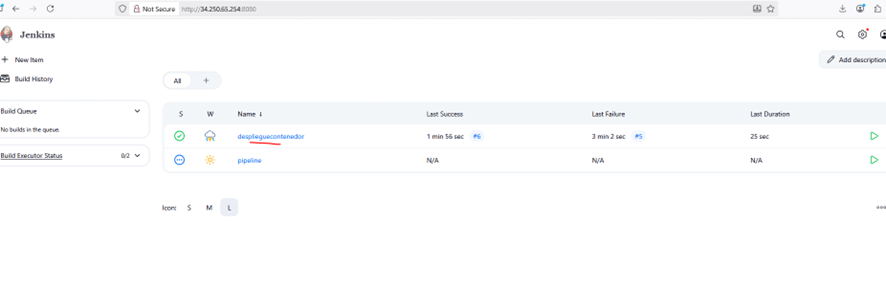 Not Secure http://34.250.65.254:8080
Jenkins
New Item
Build History
Add description
All +
Build Queue
No builds in the queue.
Build Executor Status 0/2
S W Name ↓ Last Success Last Failure Last Duration
desplieguecontenedor 1 min 56 sec #6 3 min 2 sec #5 25 sec
pipeline N/A N/A N/A
Icon: S M L